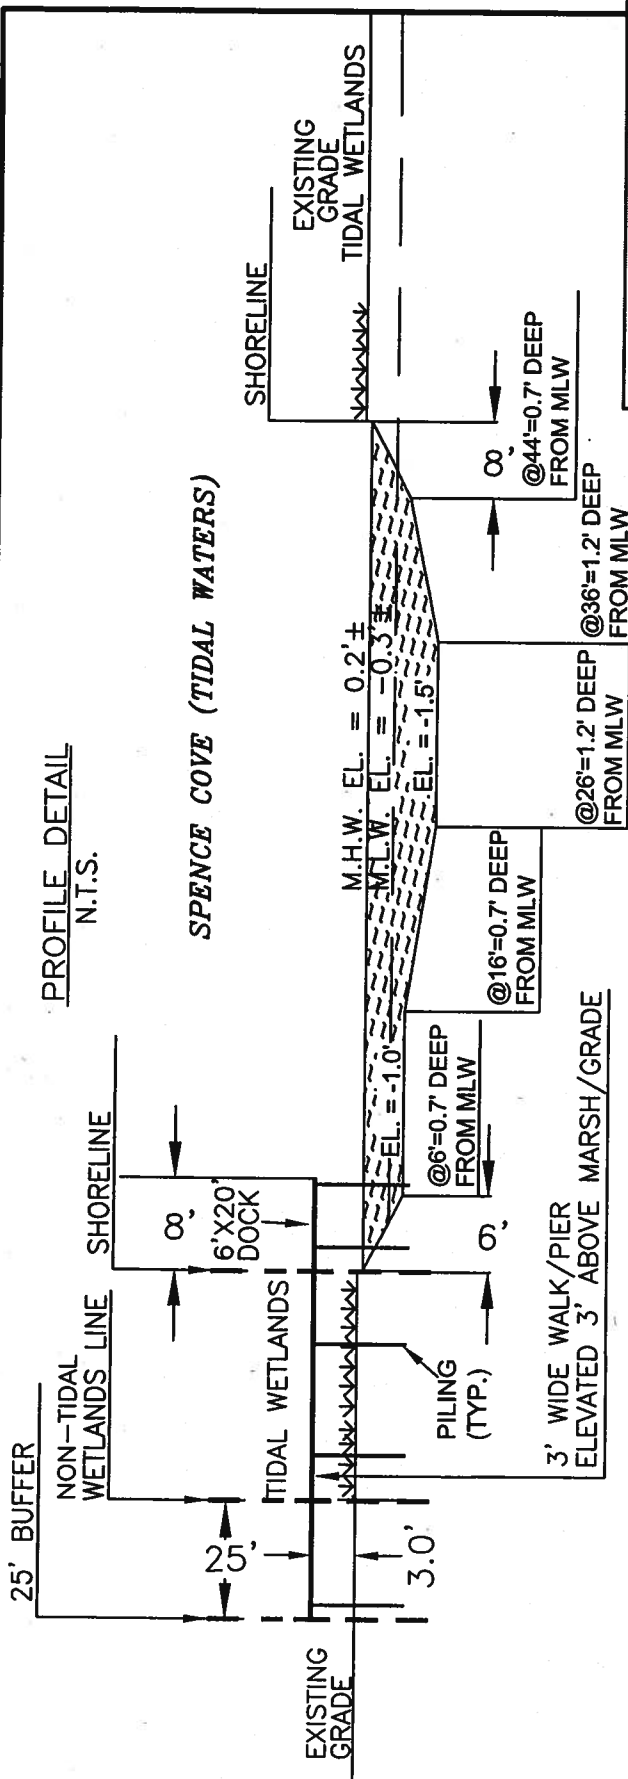 PROFILE DETAIL
N.T.S.
SPENCE COVE (TIDAL WATERS)
25' BUFFER
NON-TIDAL
WETLANDS LINE
SHORELINE
8'
6'X20'
DOCK
TIDAL WETLANDS
25'
EXISTING
GRADE
3.0'
PILING
(TYP.)
6'
3' WIDE WALK/PIER
ELEVATED 3' ABOVE MARSH/GRADE
@6'=0.7' DEEP
FROM MLW
EL. = -1.0'
@16'=0.7' DEEP
FROM MLW
M.H.W. EL. = 0.2'±
M.L.W. EL. = -0.3'±
EL. = -1.5'
@26'=1.2' DEEP
FROM MLW
@36'=1.2' DEEP
FROM MLW
8'
@44'=0.7' DEEP
FROM MLW
SHORELINE
EXISTING
GRADE
TIDAL WETLANDS